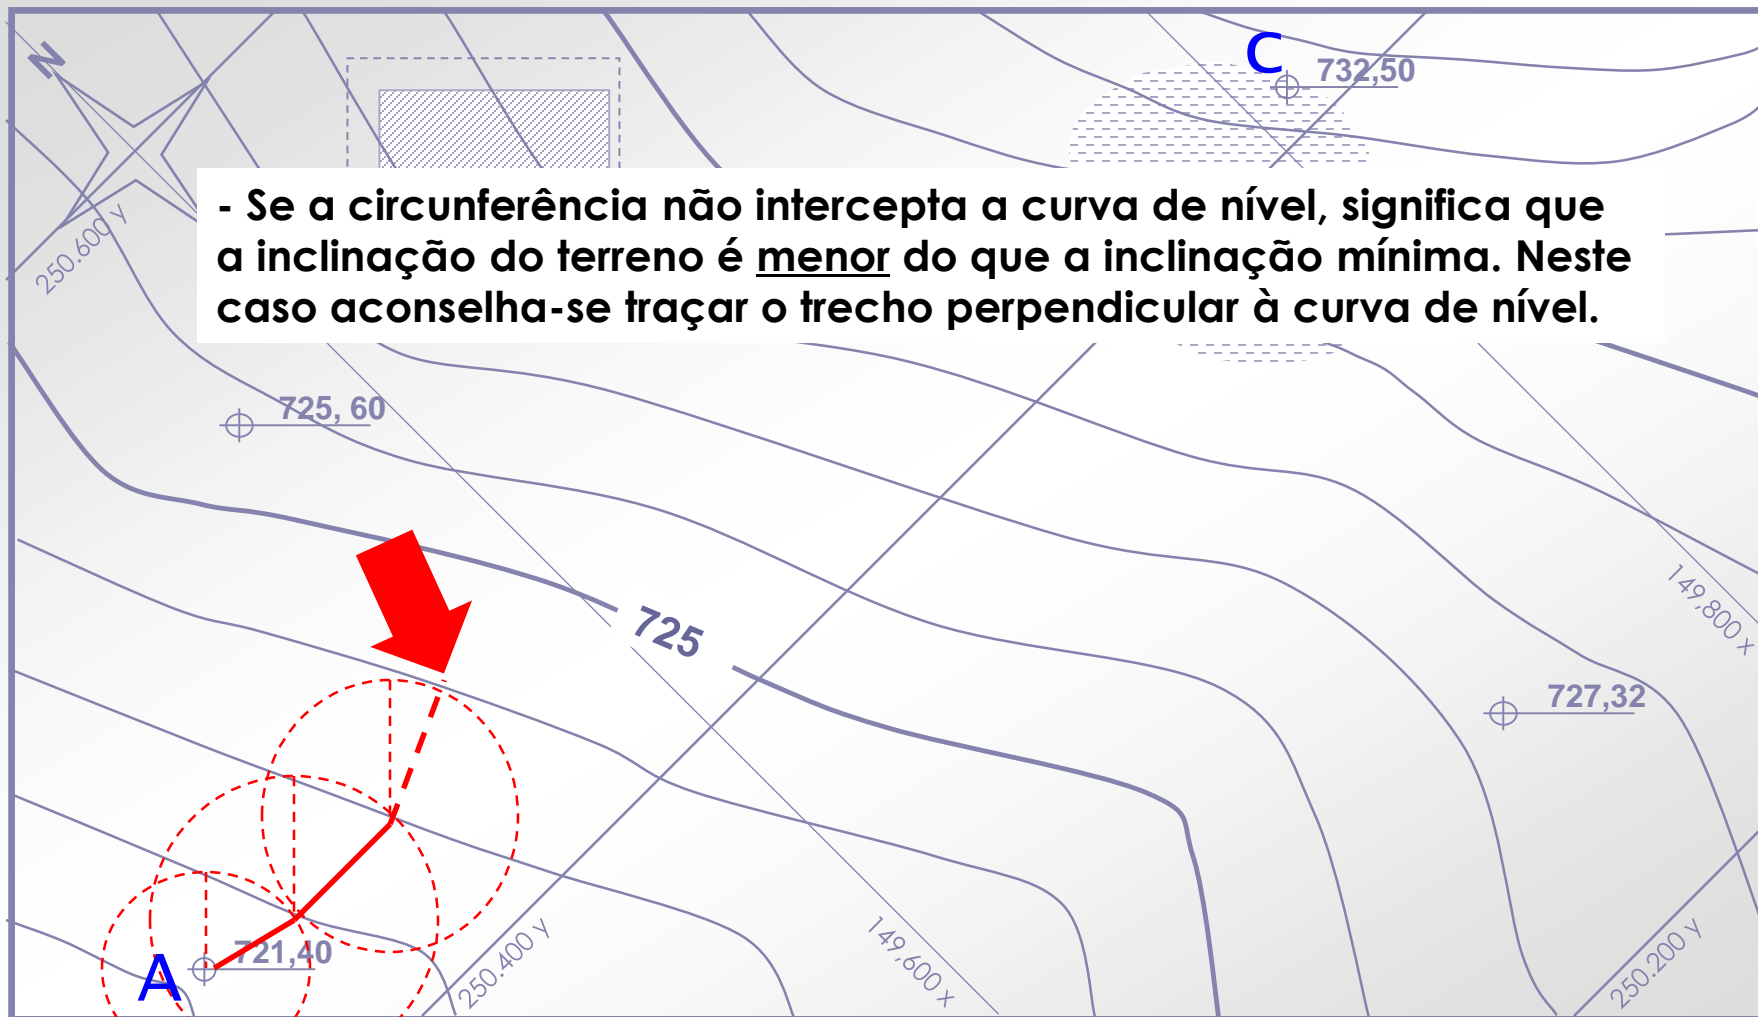 N
C
732,50
- Se a circunferência não intercepta a curva de nível, significa que
a inclinação do terreno é menor do que a inclinação mínima. Neste
caso aconselha-se traçar o trecho perpendicular à curva de nível.
250.600 y
725, 60
725
149,800 x
727,32
721,40
A
250.400 y
149,600 x
250.200 y